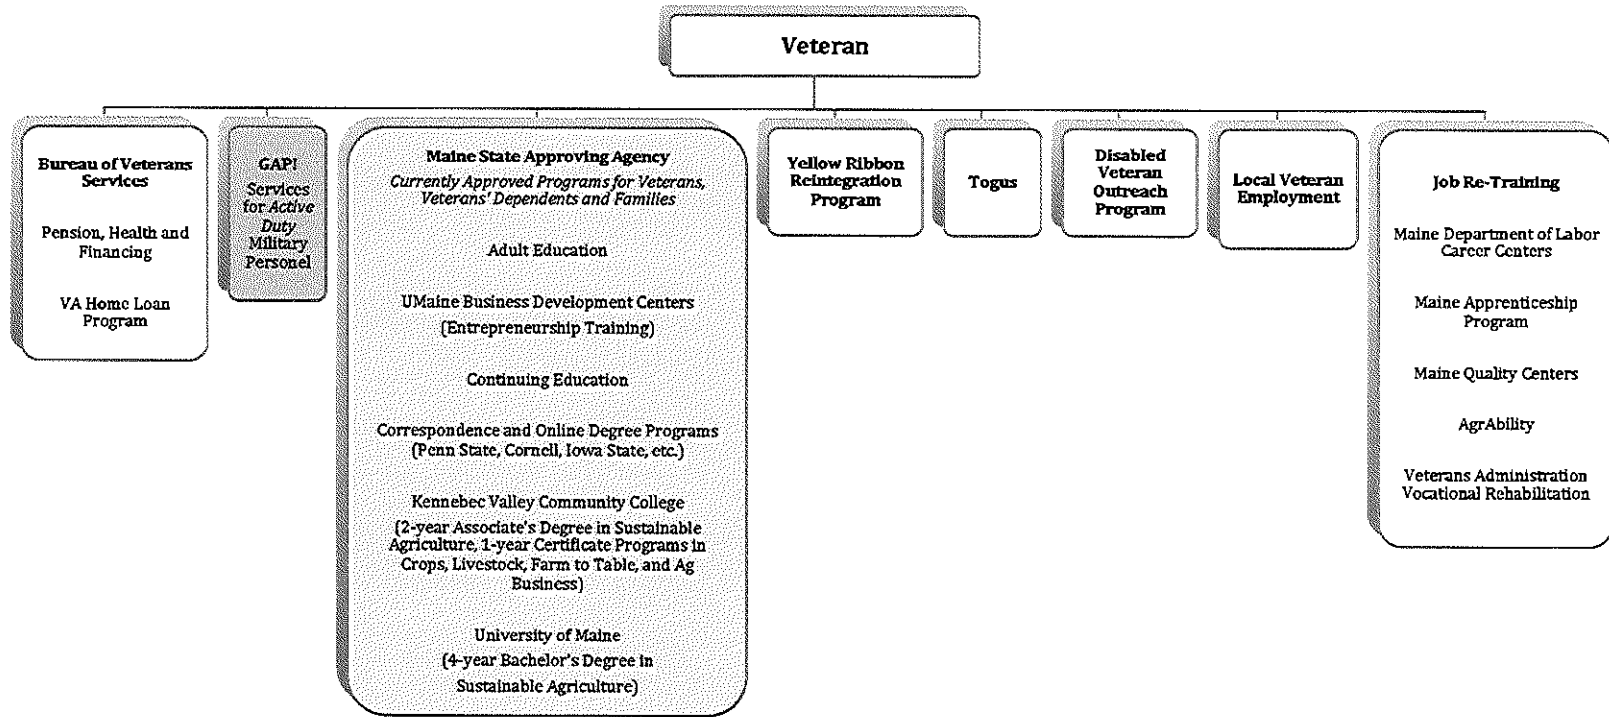 Veteran
Bureau of Veterans
Services
Pension, Health and
Financing
VA Home Loan
Program
GAP!
Services
for Active
Duty
Military
Personel
Maine State Approving Agency
Currently Approved Programs for Veterans,
Veterans' Dependents and Families
Adult Education
UMaine Business Development Centers
(Entrepreneurship Training)
Continuing Education
Correspondence and Online Degree Programs
(Penn State, Cornell, Iowa State, etc.)
Kennebec Valley Community College
(2-year Associate's Degree in Sustainable
Agriculture, 1-year Certificate Programs in
Crops, Livestock, Farm to Table, and Ag
Business)
University of Maine
(4-year Bachelor's Degree in
Sustainable Agriculture)
Yellow Ribbon
Reintegration
Program
Togus
Disabled
Veteran
Outreach
Program
Local Veteran
Employment
Job Re-Training
Maine Department of Labor
Career Centers
Maine Apprenticeship
Program
Maine Quality Centers
AgrAbility
Veterans Administration
Vocational Rehabilitation